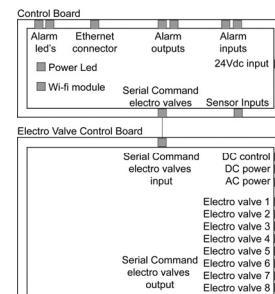 Control Board
Alarm led's
Ethernet connector
Alarm outputs
Alarm inputs
24Vdc input
Power Led
Wi-fi module
Serial Command electro valves
Sensor Inputs
Electro Valve Control Board
Serial Command electro valves input
DC control
DC power
AC power
Electro valve 1
Electro valve 2
Electro valve 3
Electro valve 4
Electro valve 5
Electro valve 6
Electro valve 7
Electro valve 8
Serial Command electro valves output